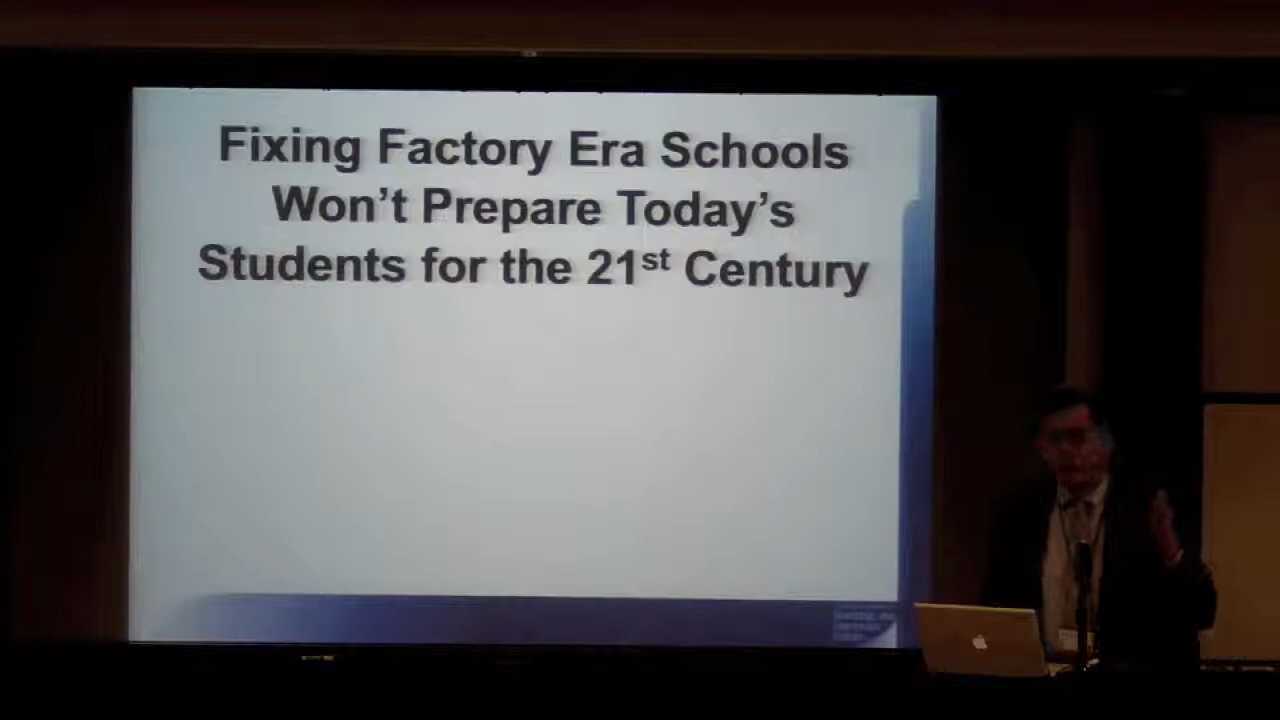 Fixing Factory Era Schools
Won't Prepare Today's
Students for the 21st Century